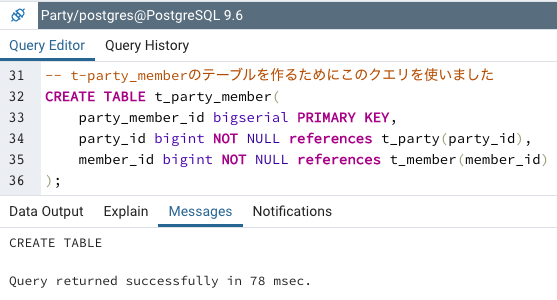 Party/postgres@PostgreSQL 9.6
Query Editor Query History
31 -- t-party_memberのテーブルを作るためにこのクエリを使いました
32 CREATE TABLE t_party_member(
33     party_member_id bigserial PRIMARY KEY,
34     party_id bigint NOT NULL references t_party(party_id),
35     member_id bigint NOT NULL references t_member(member_id)
36 );
Data Output Explain Messages Notifications
CREATE TABLE
Query returned successfully in 78 msec.